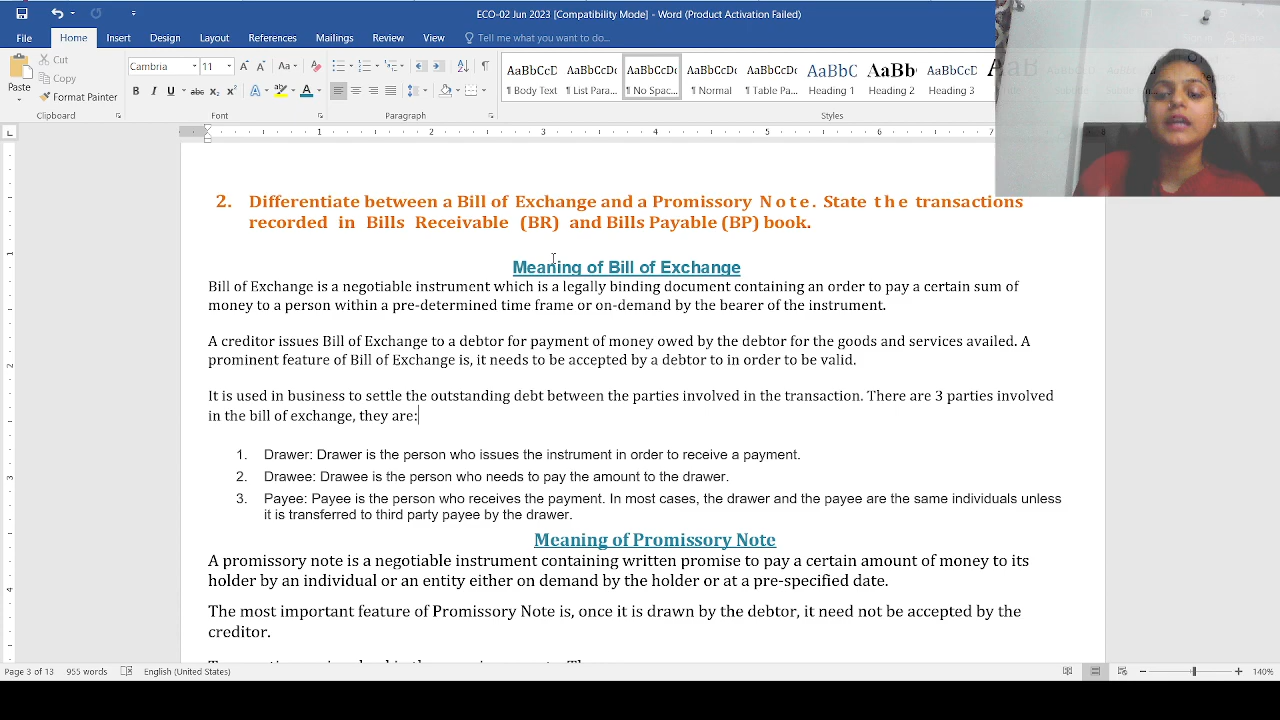 ECO-02 Jun 2023 [Compatibility Mode] - Word (Product Activation Failed)
File Home Insert Design Layout References Mailings Review View Tell me what you want to do...
Cut
Copy
Format Painter
Paste
Clipboard
Cambria 11
Font
Paragraph
AaBbCcD AaBbCcDc AaBbCcDc AaBbCcDc AaBbCcDc AaBbC AaBbC AaBbCcD
¶ Body Text ¶ List Para... ¶ No Spac... ¶ Normal ¶ Table Pa... Heading 1 Heading 2 Heading 3
Styles
1 2 3 4 5 6 7
2. Differentiate between a Bill of Exchange and a Promissory N o t e . State t h e transactions
recorded in Bills Receivable (BR) and Bills Payable (BP) book.
Meaning of Bill of Exchange
Bill of Exchange is a negotiable instrument which is a legally binding document containing an order to pay a certain sum of
money to a person within a pre-determined time frame or on-demand by the bearer of the instrument.
A creditor issues Bill of Exchange to a debtor for payment of money owed by the debtor for the goods and services availed. A
prominent feature of Bill of Exchange is, it needs to be accepted by a debtor to in order to be valid.
It is used in business to settle the outstanding debt between the parties involved in the transaction. There are 3 parties involved
in the bill of exchange, they are:
1. Drawer: Drawer is the person who issues the instrument in order to receive a payment.
2. Drawee: Drawee is the person who needs to pay the amount to the drawer.
3. Payee: Payee is the person who receives the payment. In most cases, the drawer and the payee are the same individuals unless
it is transferred to third party payee by the drawer.
Meaning of Promissory Note
A promissory note is a negotiable instrument containing written promise to pay a certain amount of money to its
holder by an individual or an entity either on demand by the holder or at a pre-specified date.
The most important feature of Promissory Note is, once it is drawn by the debtor, it need not be accepted by the
creditor.
Page 3 of 13 955 words English (United States) 140%